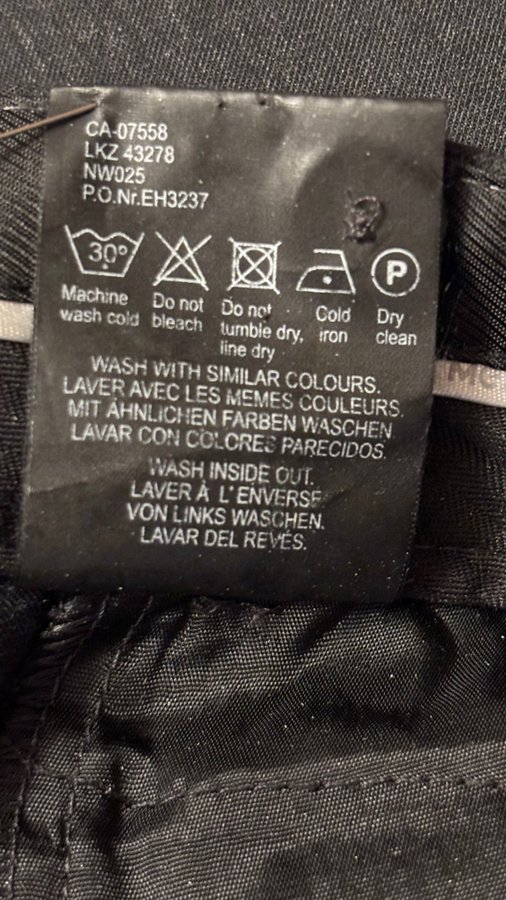 CA-07558
LKZ 43278
NW025
P.O.Nr.EH3237
30°
P
Machine wash cold
Do not bleach
Do not tumble dry, line dry
Cold iron
Dry clean
WASH WITH SIMILAR COLOURS.
LAVER AVEC LES MEMES COULEURS.
MIT ÄHNLICHEN FARBEN WASCHEN
LAVAR CON COLORES PARECIDOS.
WASH INSIDE OUT.
LAVER À L'ENVERSE
VON LINKS WASCHEN.
LAVAR DEL REVÉS.